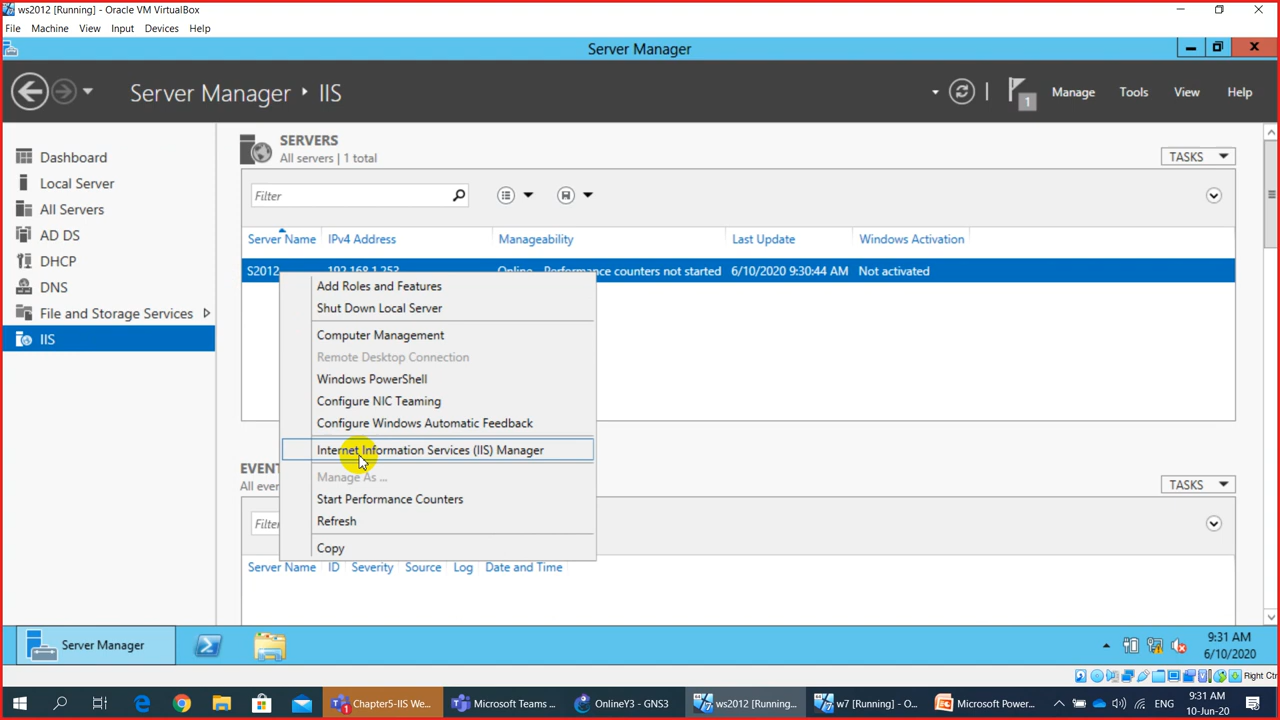 ws2012 [Running] - Oracle VM VirtualBox
File Machine View Input Devices Help
Server Manager
Server Manager ‣ IIS
1
Manage Tools View Help
Dashboard
Local Server
All Servers
AD DS
DHCP
DNS
File and Storage Services
IIS
SERVERS
All servers | 1 total
TASKS
Filter
Server Name IPv4 Address Manageability Last Update Windows Activation
S2012 192.168.1.253 Online - Performance counters not started 6/10/2020 9:30:44 AM Not activated
Add Roles and Features
Shut Down Local Server
Computer Management
Remote Desktop Connection
Windows PowerShell
Configure NIC Teaming
Configure Windows Automatic Feedback
Internet Information Services (IIS) Manager
Manage As ...
Start Performance Counters
Refresh
Copy
EVENT
All ever
TASKS
Filter
Server Name ID Severity Source Log Date and Time
Server Manager
9:31 AM
6/10/2020
Right Ctr
Chapter5-IIS We...
Microsoft Teams ...
OnlineY3 - GNS3
ws2012 [Running...
w7 [Running] - O...
Microsoft Power...
ENG
9:31 AM
10-Jun-20